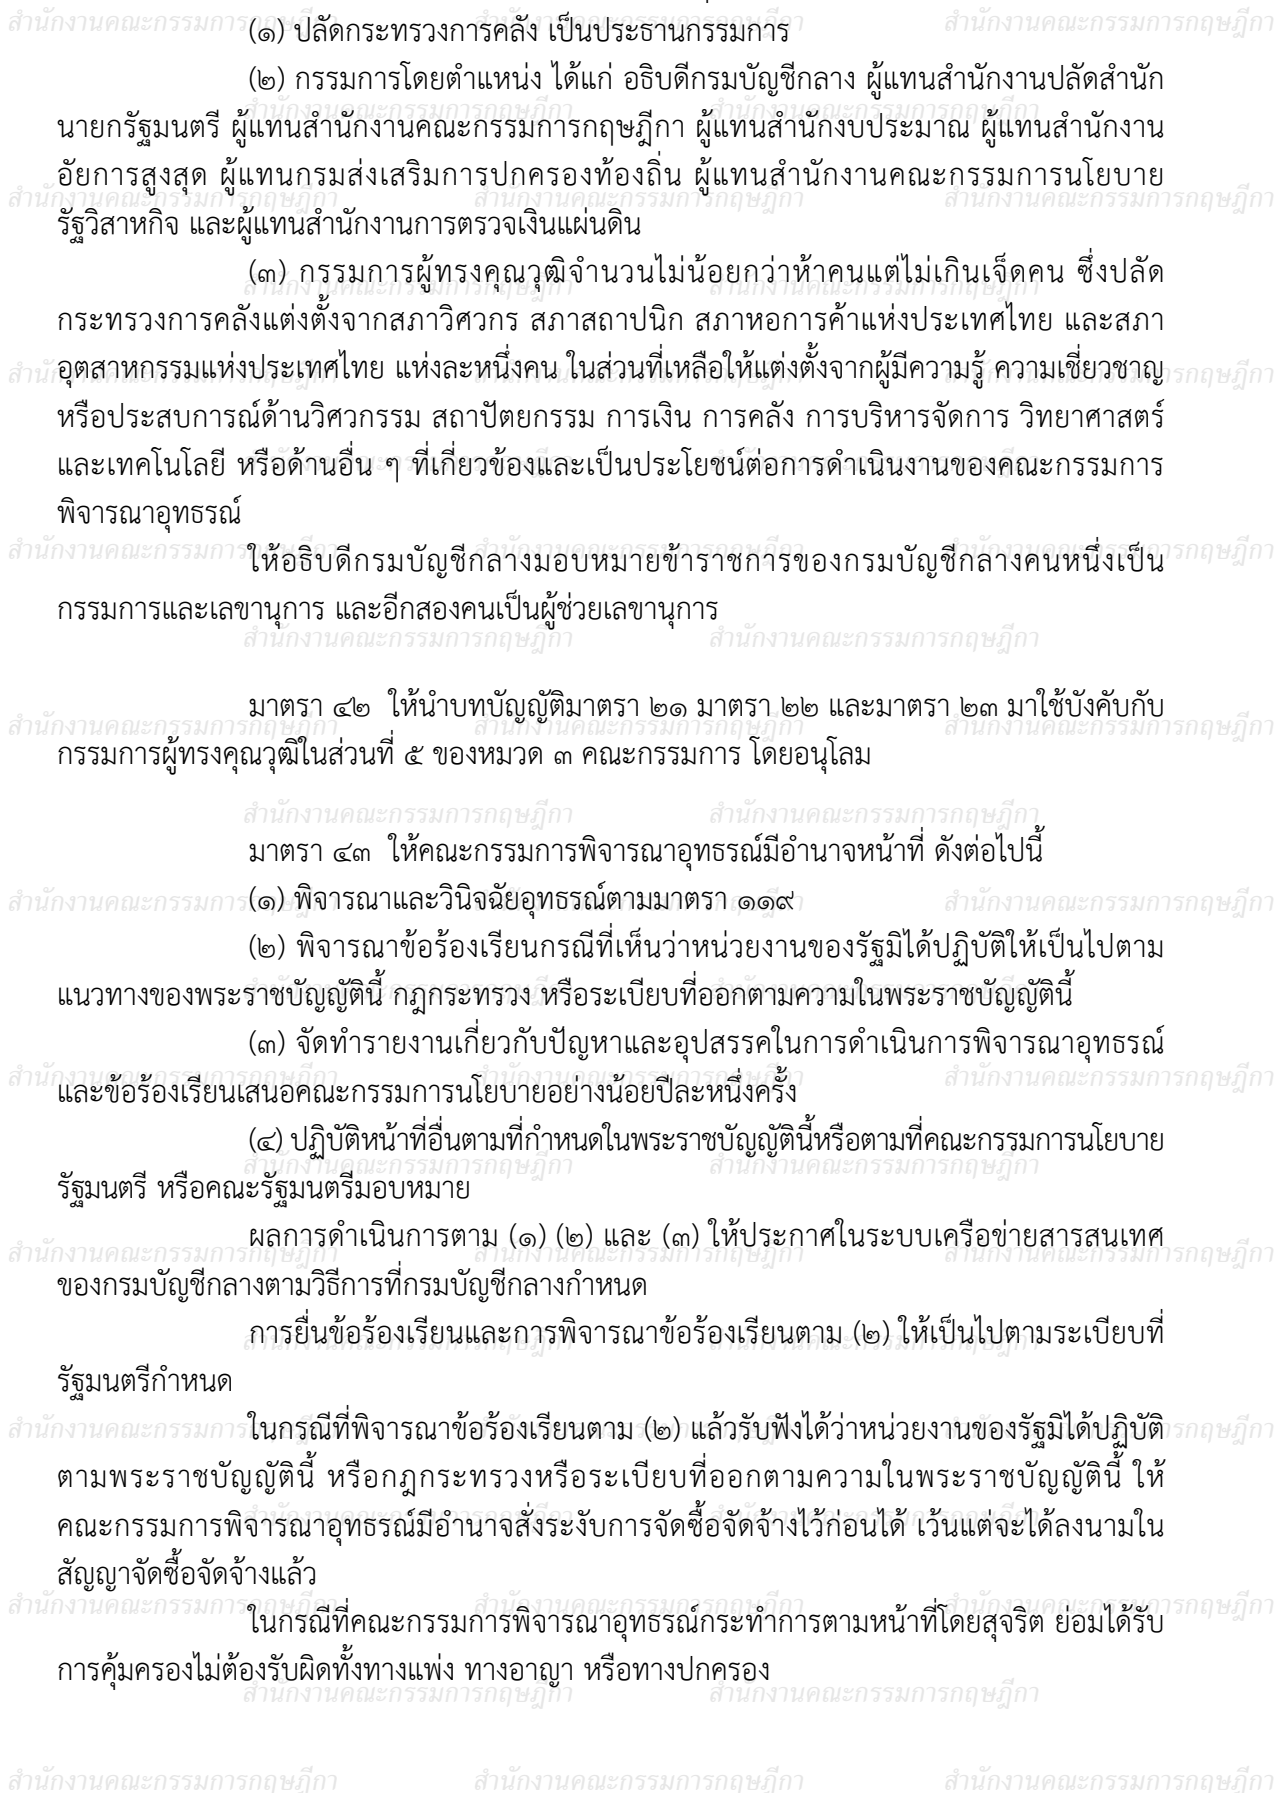 (๑) ปลัดกระทรวงการคลัง เป็นประธานกรรมการ
(๒) กรรมการโดยตำแหน่ง ได้แก่ อธิบดีกรมบัญชีกลาง ผู้แทนสำนักงานปลัดสำนัก
นายกรัฐมนตรี ผู้แทนสำนักงานคณะกรรมการกฤษฎีกา ผู้แทนสำนักงบประมาณ ผู้แทนสำนักงาน
อัยการสูงสุด ผู้แทนกรมส่งเสริมการปกครองท้องถิ่น ผู้แทนสำนักงานคณะกรรมการนโยบาย
รัฐวิสาหกิจ และผู้แทนสำนักงานการตรวจเงินแผ่นดิน
(๓) กรรมการผู้ทรงคุณวุฒิจำนวนไม่น้อยกว่าห้าคนแต่ไม่เกินเจ็ดคน ซึ่งปลัด
กระทรวงการคลังแต่งตั้งจากสภาวิศวกร สภาสถาปนิก สภาหอการค้าแห่งประเทศไทย และสภา
อุตสาหกรรมแห่งประเทศไทย แห่งละหนึ่งคน ในส่วนที่เหลือให้แต่งตั้งจากผู้มีความรู้ ความเชี่ยวชาญ
หรือประสบการณ์ด้านวิศวกรรม สถาปัตยกรรม การเงิน การคลัง การบริหารจัดการ วิทยาศาสตร์
และเทคโนโลยี หรือด้านอื่น ๆ ที่เกี่ยวข้องและเป็นประโยชน์ต่อการดำเนินงานของคณะกรรมการ
พิจารณาอุทธรณ์
ให้อธิบดีกรมบัญชีกลางมอบหมายข้าราชการของกรมบัญชีกลางคนหนึ่งเป็น
กรรมการและเลขานุการ และอีกสองคนเป็นผู้ช่วยเลขานุการ
มาตรา ๔๒  ให้นำบทบัญญัติมาตรา ๒๑ มาตรา ๒๒ และมาตรา ๒๓ มาใช้บังคับกับ
กรรมการผู้ทรงคุณวุฒิในส่วนที่ ๕ ของหมวด ๓ คณะกรรมการ โดยอนุโลม
มาตรา ๔๓  ให้คณะกรรมการพิจารณาอุทธรณ์มีอำนาจหน้าที่ ดังต่อไปนี้
(๑) พิจารณาและวินิจฉัยอุทธรณ์ตามมาตรา ๑๑๙
(๒) พิจารณาข้อร้องเรียนกรณีที่เห็นว่าหน่วยงานของรัฐมิได้ปฏิบัติให้เป็นไปตาม
แนวทางของพระราชบัญญัตินี้ กฎกระทรวง หรือระเบียบที่ออกตามความในพระราชบัญญัตินี้
(๓) จัดทำรายงานเกี่ยวกับปัญหาและอุปสรรคในการดำเนินการพิจารณาอุทธรณ์
และข้อร้องเรียนเสนอคณะกรรมการนโยบายอย่างน้อยปีละหนึ่งครั้ง
(๔) ปฏิบัติหน้าที่อื่นตามที่กำหนดในพระราชบัญญัตินี้หรือตามที่คณะกรรมการนโยบาย
รัฐมนตรี หรือคณะรัฐมนตรีมอบหมาย
ผลการดำเนินการตาม (๑) (๒) และ (๓) ให้ประกาศในระบบเครือข่ายสารสนเทศ
ของกรมบัญชีกลางตามวิธีการที่กรมบัญชีกลางกำหนด
การยื่นข้อร้องเรียนและการพิจารณาข้อร้องเรียนตาม (๒) ให้เป็นไปตามระเบียบที่
รัฐมนตรีกำหนด
ในกรณีที่พิจารณาข้อร้องเรียนตาม (๒) แล้วรับฟังได้ว่าหน่วยงานของรัฐมิได้ปฏิบัติ
ตามพระราชบัญญัตินี้ หรือกฎกระทรวงหรือระเบียบที่ออกตามความในพระราชบัญญัตินี้ ให้
คณะกรรมการพิจารณาอุทธรณ์มีอำนาจสั่งระงับการจัดซื้อจัดจ้างไว้ก่อนได้ เว้นแต่จะได้ลงนามใน
สัญญาจัดซื้อจัดจ้างแล้ว
ในกรณีที่คณะกรรมการพิจารณาอุทธรณ์กระทำการตามหน้าที่โดยสุจริต ย่อมได้รับ
การคุ้มครองไม่ต้องรับผิดทั้งทางแพ่ง ทางอาญา หรือทางปกครอง
สำนักงานคณะกรรมการกฤษฎีกา สำนักงานคณะกรรมการกฤษฎีกา สำนักงานคณะกรรมการกฤษฎีกา